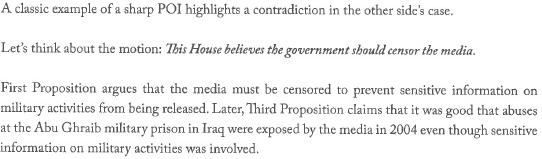 A classic example of a sharp POI highlights a contradiction in the other side's case.
Let's think about the motion: This House believes the government should censor the media.
First Proposition argues that the media must be censored to prevent sensitive information on
military activities from being released. Later, Third Proposition claims that it was good that abuses
at the Abu Ghraib military prison in Iraq were exposed by the media in 2004 even though sensitive
information on military activities was involved.